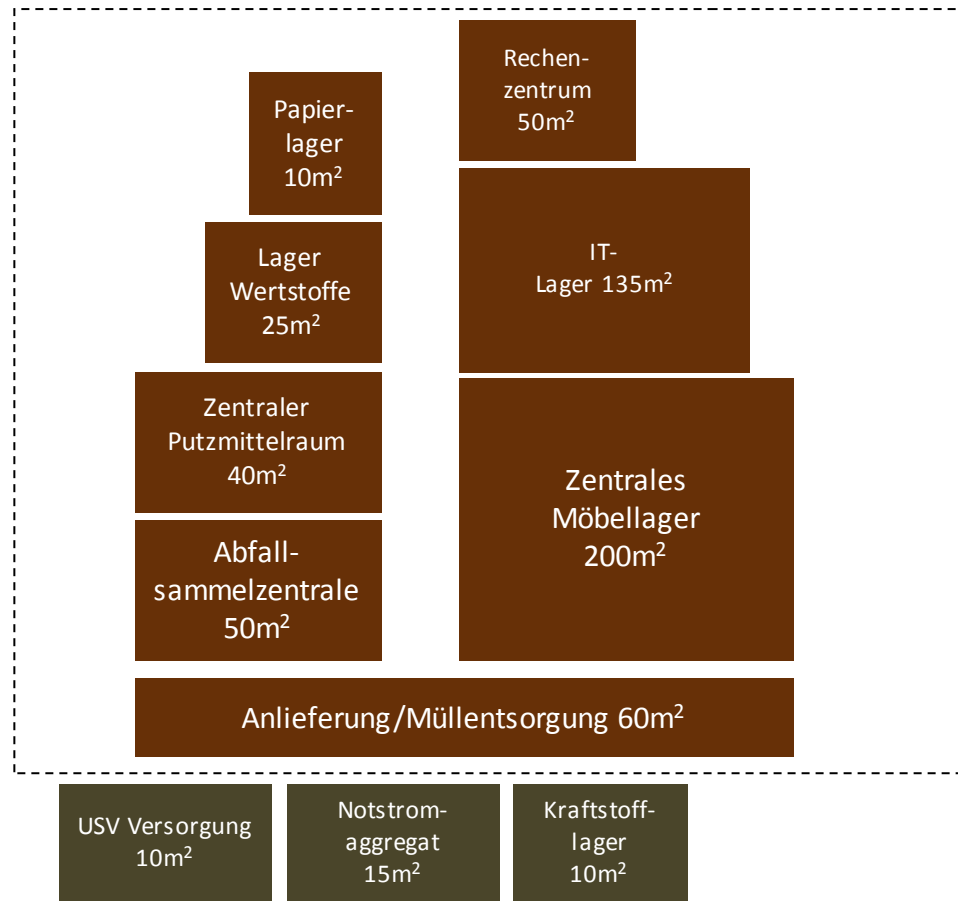 Papier-
lager
10m²
Lager
Wertstoffe
25m²
Zentraler
Putzmittelraum
40m²
Abfall-
sammelzentrale
50m²
Rechen-
zentrum
50m²
IT-
Lager 135m²
Zentrales
Möbellager
200m²
Anlieferung/Müllentsorgung 60m²
USV Versorgung
10m²
Notstrom-
aggregat
15m²
Kraftstoff-
lager
10m²